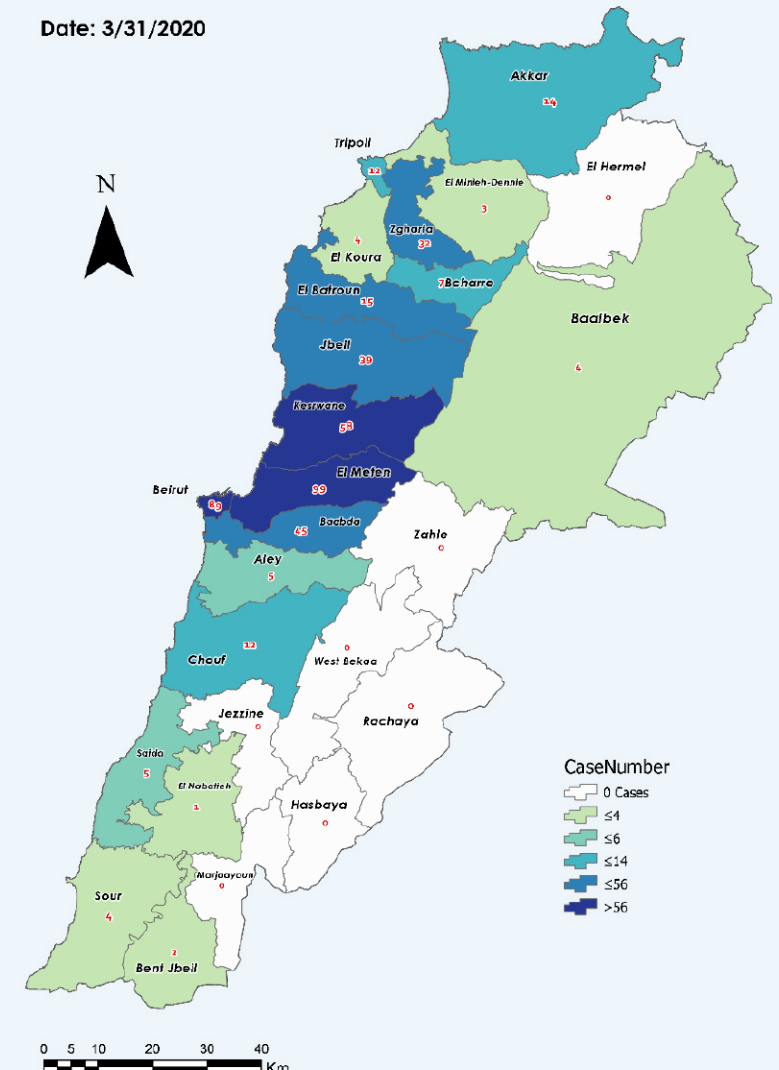 Date: 3/31/2020
Akkar
14
Tripoli
12
El Hermel
0
El Minieh-Dennie
3
N
Zgharta
32
4
El Koura
7
Bcharre
El Batroun
15
Baalbek
4
Jbeil
39
Kesrwane
58
El Meten
99
Beirut
89
Baabda
45
Zahle
0
Aley
5
12
Chouf
0
West Bekaa
0
Rachaya
Jezzine
0
Saida
5
El Nabatieh
1
Hasbaya
0
Marjaayoun
0
Sour
4
2
Bent Jbeil
CaseNumber
0 Cases
≤4
≤6
≤14
≤56
>56
0 5 10 20 30 40
Km